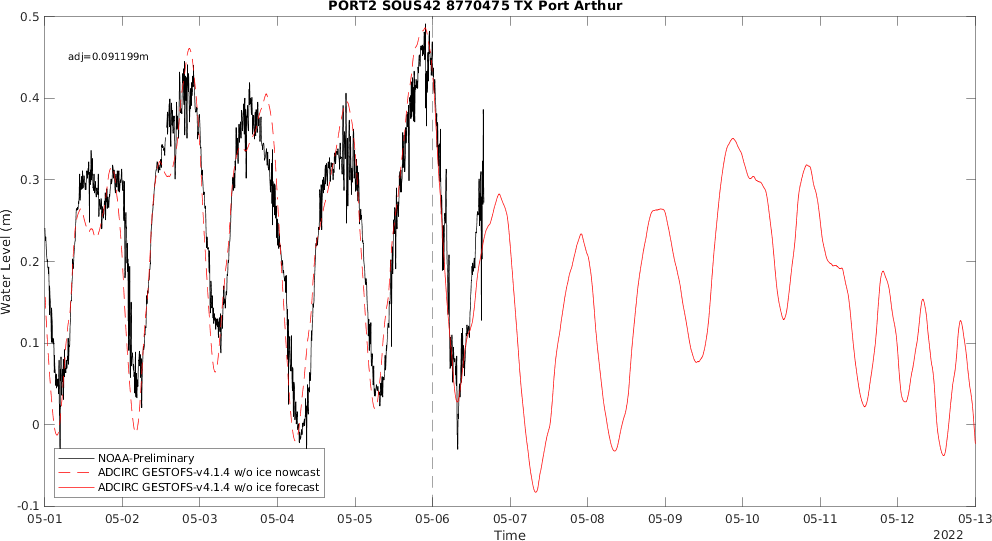 PORT2 SOUS42 8770475 TX Port Arthur
adj=0.091199m
Water Level (m)
0.5
0.4
0.3
0.2
0.1
0
-0.1
NOAA-Preliminary
ADCIRC GESTOFS-v4.1.4 w/o ice nowcast
ADCIRC GESTOFS-v4.1.4 w/o ice forecast
05-01 05-02 05-03 05-04 05-05 05-06 05-07 05-08 05-09 05-10 05-11 05-12 05-13
Time
2022